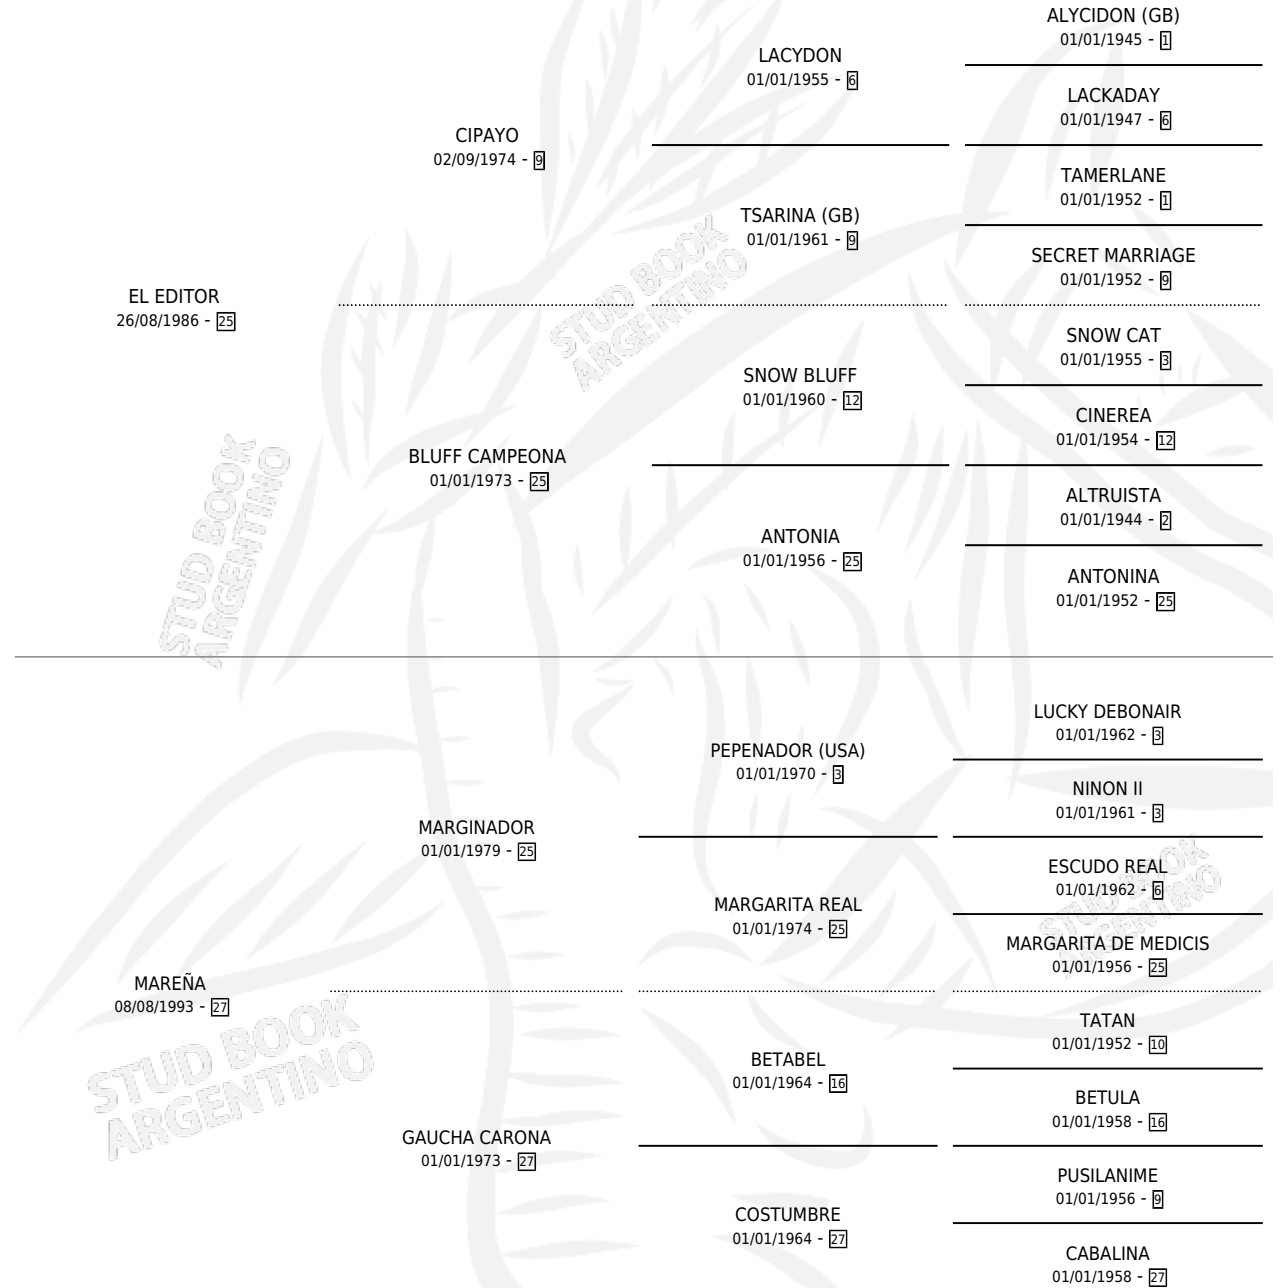 EL EDITOR
26/08/1986 - 25
CIPAYO
02/09/1974 - 9
BLUFF CAMPEONA
01/01/1973 - 25
LACYDON
01/01/1955 - 6
TSARINA (GB)
01/01/1961 - 9
SNOW BLUFF
01/01/1960 - 12
ANTONIA
01/01/1956 - 25
ALYCIDON (GB)
01/01/1945 - 1
LACKADAY
01/01/1947 - 6
TAMERLANE
01/01/1952 - 1
SECRET MARRIAGE
01/01/1952 - 9
SNOW CAT
01/01/1955 - 3
CINEREA
01/01/1954 - 12
ALTRUISTA
01/01/1944 - 2
ANTONINA
01/01/1952 - 25
MAREÑA
08/08/1993 - 27
MARGINADOR
01/01/1979 - 25
GAUCHA CARONA
01/01/1973 - 27
PEPENADOR (USA)
01/01/1970 - 3
MARGARITA REAL
01/01/1974 - 25
BETABEL
01/01/1964 - 16
COSTUMBRE
01/01/1964 - 27
LUCKY DEBONAIR
01/01/1962 - 3
NINON II
01/01/1961 - 3
ESCUDO REAL
01/01/1962 - 6
MARGARITA DE MEDICIS
01/01/1956 - 25
TATAN
01/01/1952 - 10
BETULA
01/01/1958 - 16
PUSILANIME
01/01/1956 - 9
CABALINA
01/01/1958 - 27
STUD BOOK
ARGENTINO
STUD BOOK
ARGENTINO
STUD BOOK
ARGENTINO
STUD BOOK
ARGENTINO